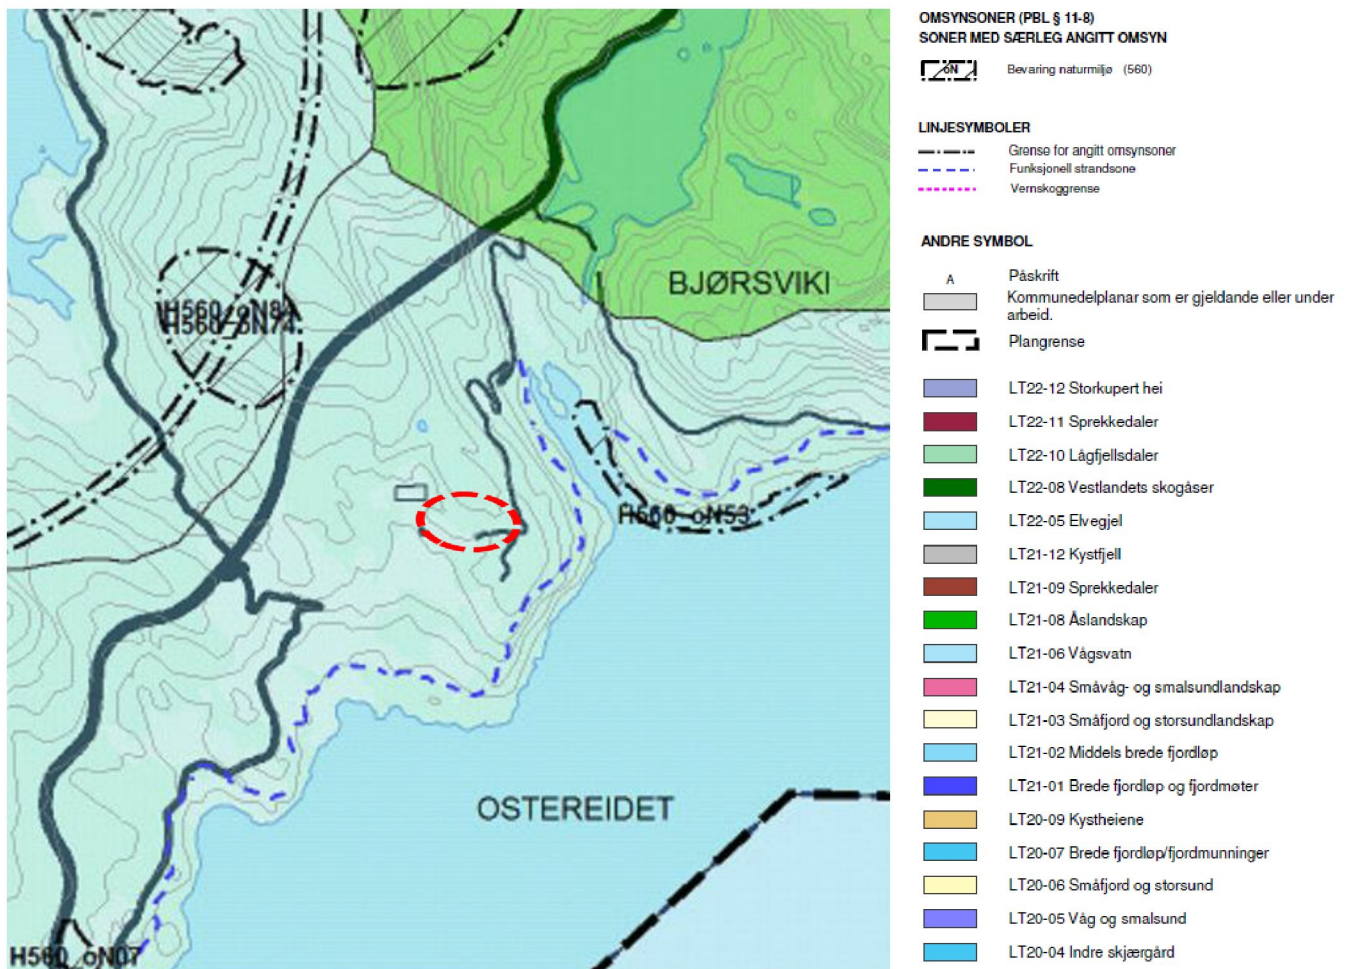 BJØRSVIKI
H560_oN74
H560_oN53
OSTEREIDET
H560_oN07
OMSYNSONER (PBL § 11-8)
SONER MED SÆRLEG ANGITT OMSYN
oN
Bevaring naturmiljø (560)
LINJESYMBOLER
Grense for angitt omsynsoner
Funksjonell strandsone
Vernskoggrense
ANDRE SYMBOL
A
Påskrift
Kommunedelplanar som er gjeldande eller under
arbeid.
Plangrense
LT22-12 Storkupert hei
LT22-11 Sprekkedaler
LT22-10 Lågfjellsdaler
LT22-08 Vestlandets skogåser
LT22-05 Elvegjel
LT21-12 Kystfjell
LT21-09 Sprekkedaler
LT21-08 Åslandskap
LT21-06 Vågsvatn
LT21-04 Småvåg- og smalsundlandskap
LT21-03 Småfjord og storsundlandskap
LT21-02 Middels brede fjordløp
LT21-01 Brede fjordløp og fjordmøter
LT20-09 Kystheiene
LT20-07 Brede fjordløp/fjordmunninger
LT20-06 Småfjord og storsund
LT20-05 Våg og smalsund
LT20-04 Indre skjærgård